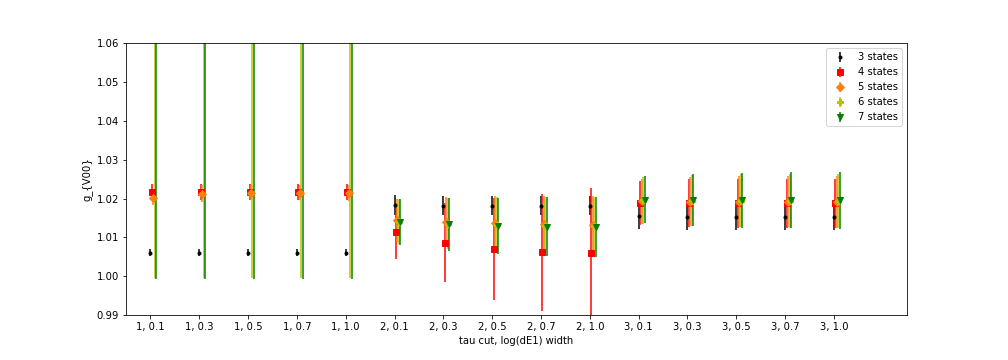 1.06
1.05
1.04
1.03
1.02
1.01
1.00
0.99
g_{V00}
3 states
4 states
5 states
6 states
7 states
1, 0.1 1, 0.3 1, 0.5 1, 0.7 1, 1.0 2, 0.1 2, 0.3 2, 0.5 2, 0.7 2, 1.0 3, 0.1 3, 0.3 3, 0.5 3, 0.7 3, 1.0
tau cut, log(dE1) width